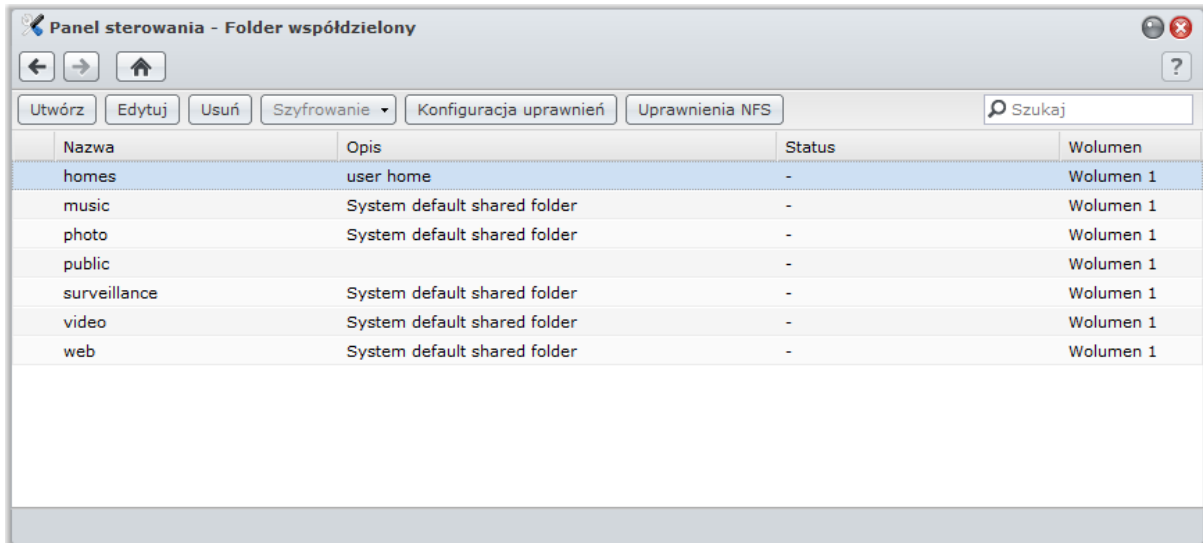 Panel sterowania - Folder współdzielony
?
Utwórz Edytuj Usuń Szyfrowanie Konfiguracja uprawnień Uprawnienia NFS Szukaj
Nazwa Opis Status Wolumen
homes user home - Wolumen 1
music System default shared folder - Wolumen 1
photo System default shared folder - Wolumen 1
public - Wolumen 1
surveillance System default shared folder - Wolumen 1
video System default shared folder - Wolumen 1
web System default shared folder - Wolumen 1